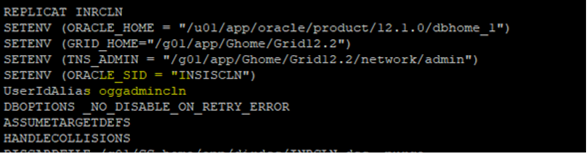 REPLICAT INRCLN
SETENV (ORACLE_HOME = "/u01/app/oracle/product/12.1.0/dbhome_1")
SETENV (GRID_HOME="/g01/app/Ghome/Grid12.2")
SETENV (TNS_ADMIN = "/g01/app/Ghome/Grid12.2/network/admin")
SETENV (ORACLE_SID = "INSISCLN")
UserIdAlias oggadmincln
DBOPTIONS _NO_DISABLE_ON_RETRY_ERROR
ASSUMETARGETDEFS
HANDLECOLLISIONS